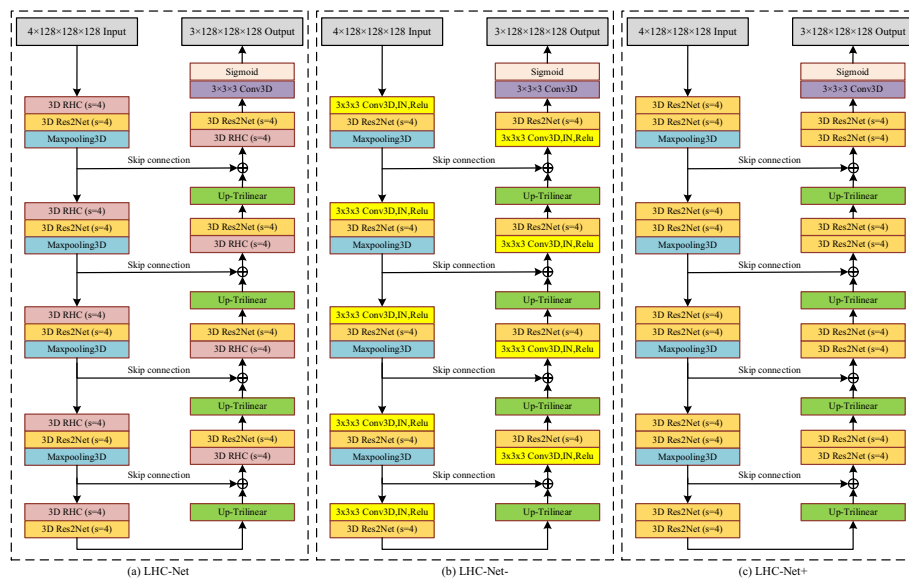 4×128×128×128 Input
3×128×128×128 Output
Sigmoid
3×3×3 Conv3D
3D RHC (s=4)
3D Res2Net (s=4)
3D Res2Net (s=4)
3D RHC (s=4)
Maxpooling3D
Skip connection
Up-Trilinear
3D RHC (s=4)
3D Res2Net (s=4)
3D Res2Net (s=4)
3D RHC (s=4)
Maxpooling3D
Skip connection
Up-Trilinear
3D RHC (s=4)
3D Res2Net (s=4)
3D Res2Net (s=4)
3D RHC (s=4)
Maxpooling3D
Skip connection
Up-Trilinear
3D RHC (s=4)
3D Res2Net (s=4)
3D Res2Net (s=4)
3D RHC (s=4)
Maxpooling3D
Skip connection
3D RHC (s=4)
Up-Trilinear
3D Res2Net (s=4)
(a) LHC-Net
4×128×128×128 Input
3×128×128×128 Output
Sigmoid
3×3×3 Conv3D
3x3x3 Conv3D,IN,Relu
3D Res2Net (s=4)
3D Res2Net (s=4)
3x3x3 Conv3D,IN,Relu
Maxpooling3D
Skip connection
Up-Trilinear
3x3x3 Conv3D,IN,Relu
3D Res2Net (s=4)
3D Res2Net (s=4)
3x3x3 Conv3D,IN,Relu
Maxpooling3D
Skip connection
Up-Trilinear
3x3x3 Conv3D,IN,Relu
3D Res2Net (s=4)
3D Res2Net (s=4)
3x3x3 Conv3D,IN,Relu
Maxpooling3D
Skip connection
Up-Trilinear
3x3x3 Conv3D,IN,Relu
3D Res2Net (s=4)
3D Res2Net (s=4)
3x3x3 Conv3D,IN,Relu
Maxpooling3D
Skip connection
3x3x3 Conv3D,IN,Relu
Up-Trilinear
3D Res2Net (s=4)
(b) LHC-Net-
4×128×128×128 Input
3×128×128×128 Output
Sigmoid
3×3×3 Conv3D
3D Res2Net (s=4)
3D Res2Net (s=4)
3D Res2Net (s=4)
3D Res2Net (s=4)
Maxpooling3D
Skip connection
Up-Trilinear
3D Res2Net (s=4)
3D Res2Net (s=4)
3D Res2Net (s=4)
3D Res2Net (s=4)
Maxpooling3D
Skip connection
Up-Trilinear
3D Res2Net (s=4)
3D Res2Net (s=4)
3D Res2Net (s=4)
3D Res2Net (s=4)
Maxpooling3D
Skip connection
Up-Trilinear
3D Res2Net (s=4)
3D Res2Net (s=4)
3D Res2Net (s=4)
3D Res2Net (s=4)
Maxpooling3D
Skip connection
3D Res2Net (s=4)
Up-Trilinear
3D Res2Net (s=4)
(c) LHC-Net+